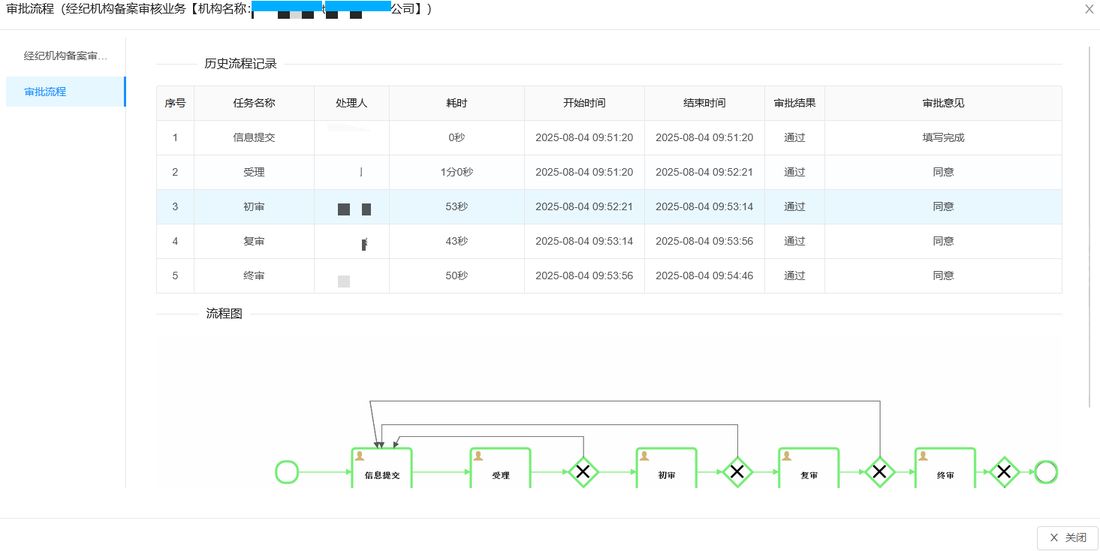 审批流程（经纪机构备案审核业务【机构名称: 公司】）
经纪机构备案审...
审批流程
历史流程记录
序号 任务名称 处理人 耗时 开始时间 结束时间 审批结果 审批意见
1 信息提交 0秒 2025-08-04 09:51:20 2025-08-04 09:51:20 通过 填写完成
2 受理 1分0秒 2025-08-04 09:51:20 2025-08-04 09:52:21 通过 同意
3 初审 53秒 2025-08-04 09:52:21 2025-08-04 09:53:14 通过 同意
4 复审 43秒 2025-08-04 09:53:14 2025-08-04 09:53:56 通过 同意
5 终审 50秒 2025-08-04 09:53:56 2025-08-04 09:54:46 通过 同意
流程图
信息提交 受理 初审 复审 终审
关闭